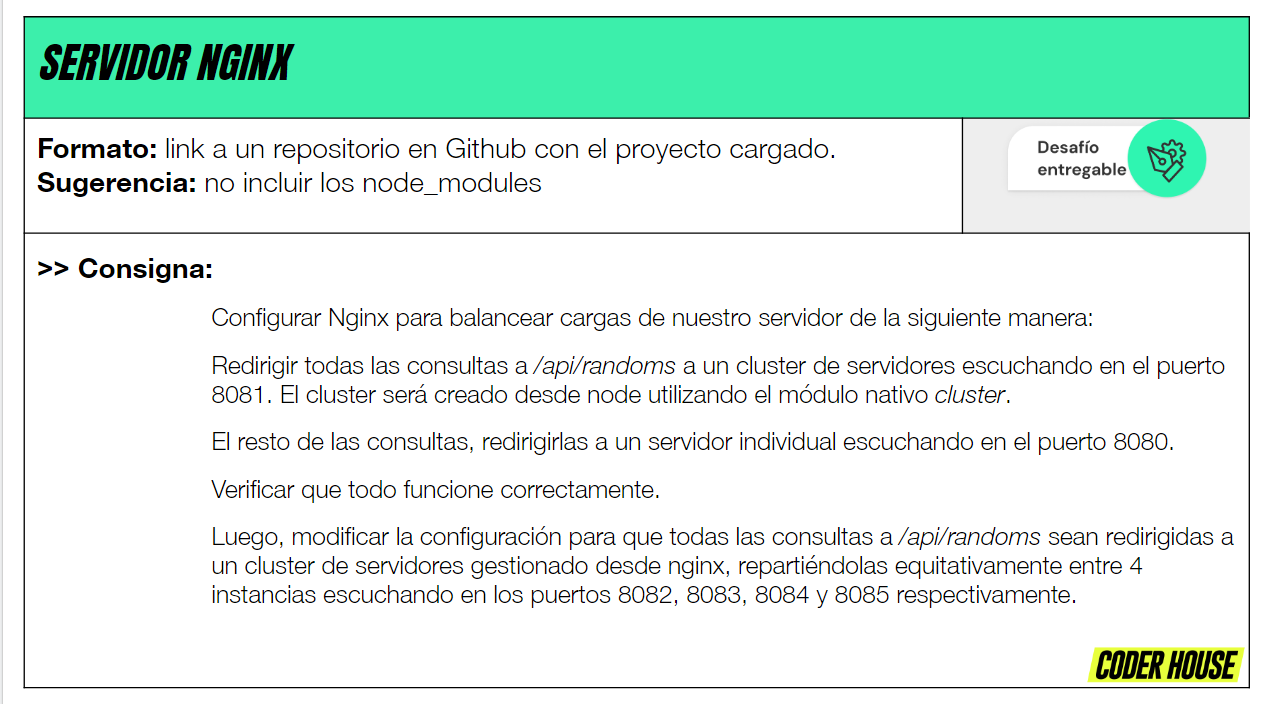 SERVIDOR NGINX
Formato: link a un repositorio en Github con el proyecto cargado.
Sugerencia: no incluir los node_modules
Desafío
entregable
>> Consigna:
Configurar Nginx para balancear cargas de nuestro servidor de la siguiente manera:
Redirigir todas las consultas a /api/randoms a un cluster de servidores escuchando en el puerto
8081. El cluster será creado desde node utilizando el módulo nativo cluster.
El resto de las consultas, redirigirlas a un servidor individual escuchando en el puerto 8080.
Verificar que todo funcione correctamente.
Luego, modificar la configuración para que todas las consultas a /api/randoms sean redirigidas a
un cluster de servidores gestionado desde nginx, repartiéndolas equitativamente entre 4
instancias escuchando en los puertos 8082, 8083, 8084 y 8085 respectivamente.
CODER HOUSE